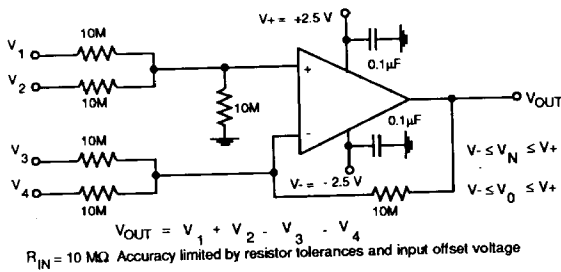 V+ = +2.5 V
V1
10M
0.1µF
V2
10M
+
10M
VOUT
0.1µF
V3
10M
-
V- ≤ VN ≤ V+
V4
10M
V- = - 2.5 V
10M
V- ≤ V0 ≤ V+
VOUT = V1 + V2 - V3 - V4
RIN = 10 MΩ Accuracy limited by resistor tolerances and input offset voltage